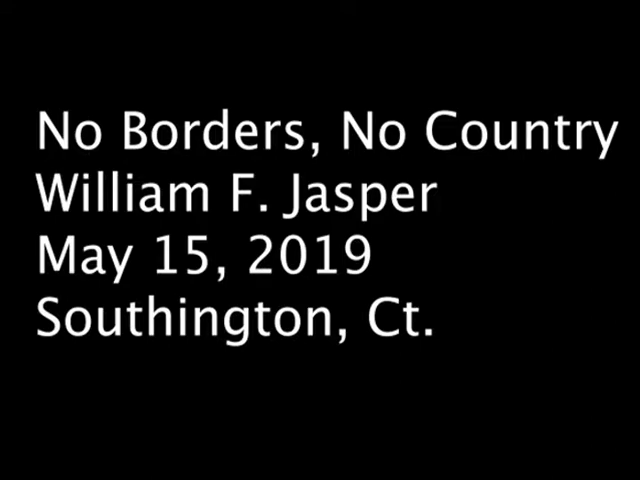 No Borders, No Country
William F. Jasper
May 15, 2019
Southington, Ct.